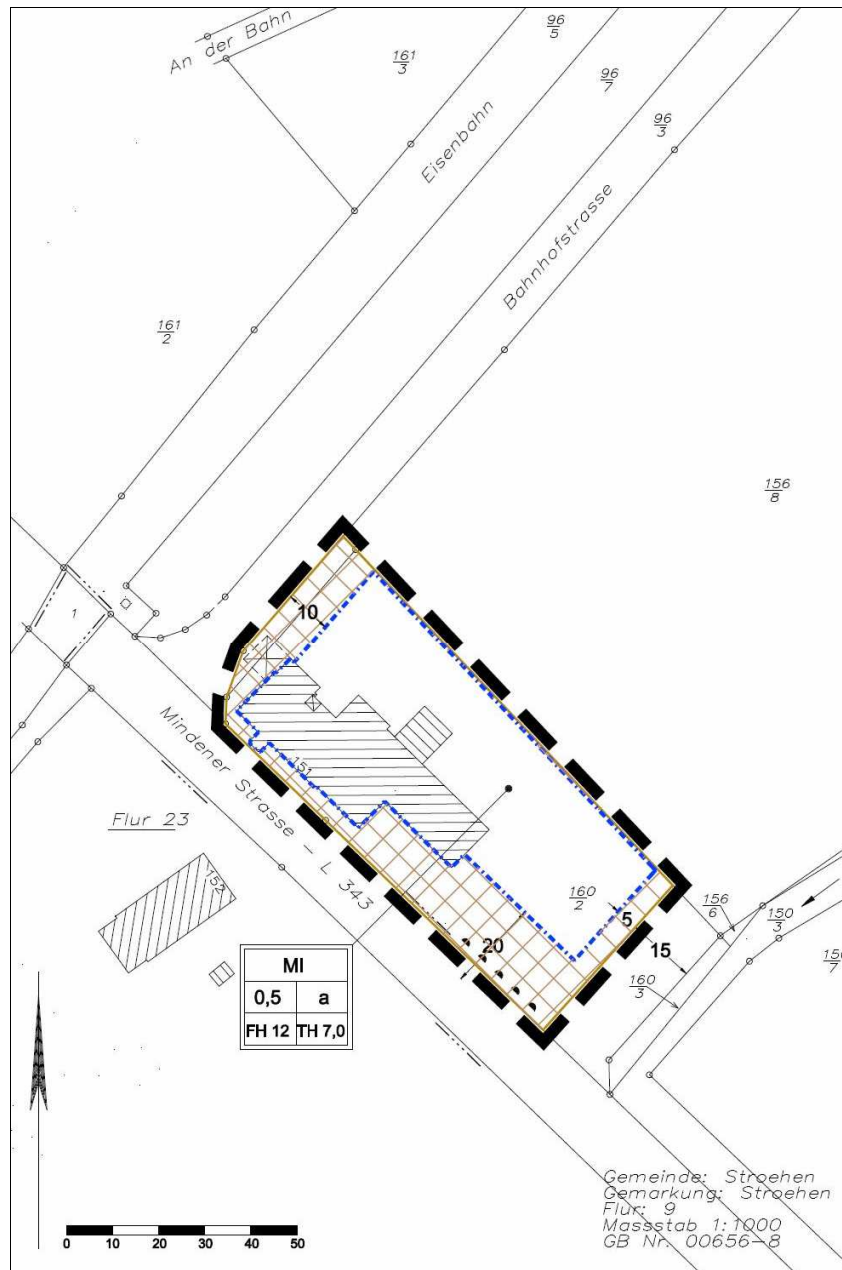 An der Bahn
161
3
96
5
96
7
96
3
Eisenbahn
Bahnhofstrasse
161
2
156
8
10
1
Mindener Strasse - L 343
151
Flur 23
152
160
2
5
156
6
150
3
20
15
160
3
7
MI
0,5 a
FH 12 TH 7,0
Gemeinde: Stroehen
Gemarkung: Stroehen
Flur: 9
Massstab 1:1000
GB Nr. 00656-8
0 10 20 30 40 50